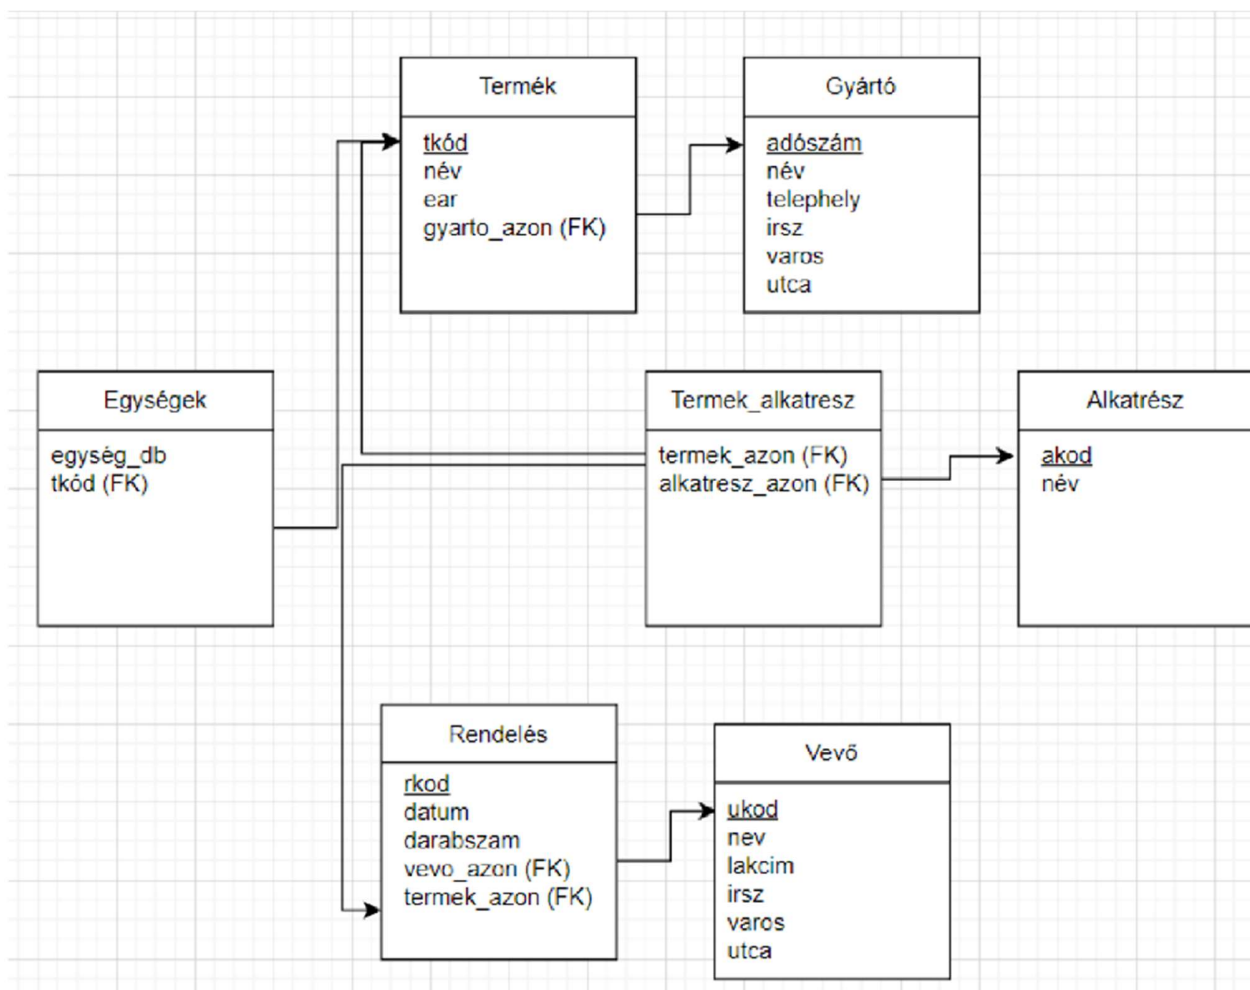 Termék
tkód
név
ear
gyarto_azon (FK)
Gyártó
adószám
név
telephely
irsz
varos
utca
Egységek
egység_db
tkód (FK)
Termek_alkatresz
termek_azon (FK)
alkatresz_azon (FK)
Alkatrész
akod
név
Rendelés
rkod
datum
darabszam
vevo_azon (FK)
termek_azon (FK)
Vevő
ukod
nev
lakcim
irsz
varos
utca